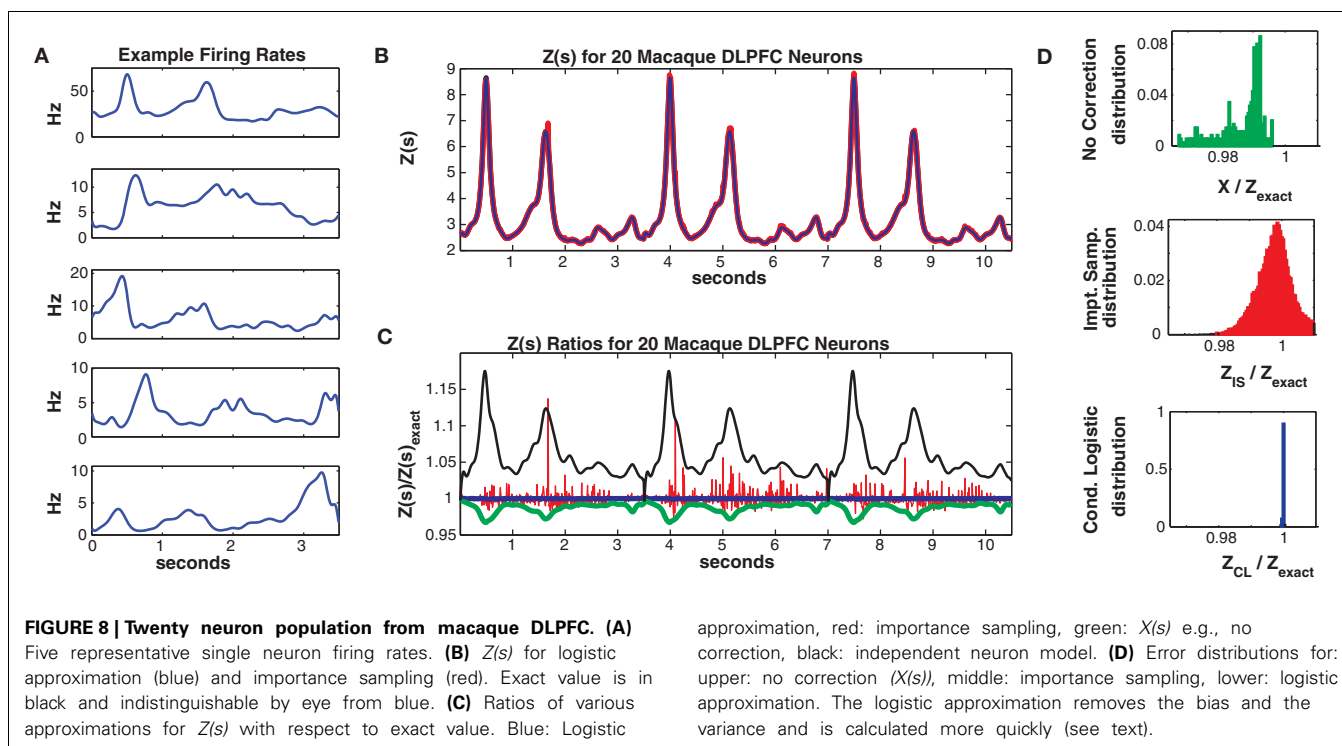 A
Example Firing Rates
50
0
Hz
10
5
0
Hz
20
10
0
Hz
10
5
0
Hz
10
5
0
Hz
0 1 2 3
seconds
B
Z(s) for 20 Macaque DLPFC Neurons
9
8
7
6
5
4
3
2
Z(s)
1 2 3 4 5 6 7 8 9 10
seconds
C
Z(s) Ratios for 20 Macaque DLPFC Neurons
1.15
1.1
1.05
1
0.95
Z(s)/Z(s)exact
1 2 3 4 5 6 7 8 9 10
seconds
D
No Correction
distribution
0.08
0.04
0
0.98 1
X / Zexact
Impt. Samp.
distribution
0.04
0.02
0
0.98 1
ZIS / Zexact
Cond. Logistic
distribution
1
0.5
0
0.98 1
ZCL / Zexact
FIGURE 8 | Twenty neuron population from macaque DLPFC. (A)
Five representative single neuron firing rates. (B) Z(s) for logistic
approximation (blue) and importance sampling (red). Exact value is in
black and indistinguishable by eye from blue. (C) Ratios of various
approximations for Z(s) with respect to exact value. Blue: Logistic
approximation, red: importance sampling, green: X(s) e.g., no
correction, black: independent neuron model. (D) Error distributions for:
upper: no correction (X(s)), middle: importance sampling, lower: logistic
approximation. The logistic approximation removes the bias and the
variance and is calculated more quickly (see text).